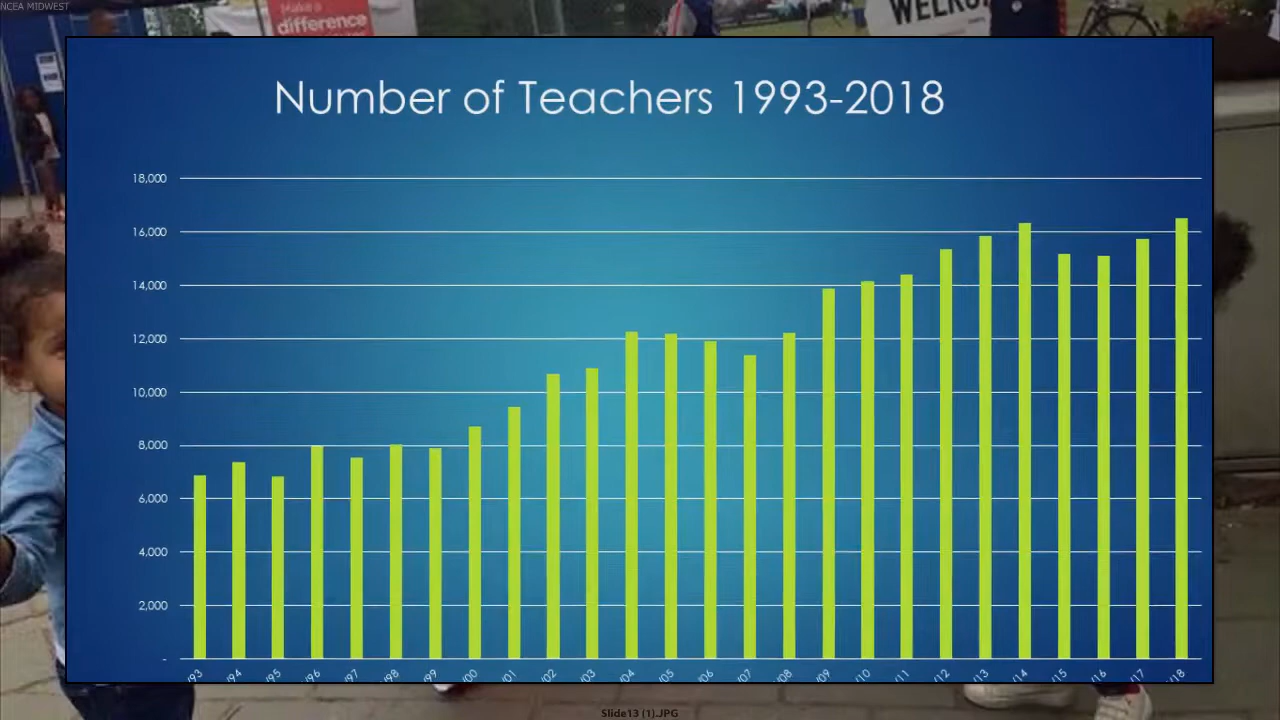 NCEA MIDWEST
Make a
difference
WELKO
Number of Teachers 1993-2018
18,000
16,000
14,000
12,000
10,000
8,000
6,000
4,000
2,000
-
/93 /94 /95 /96 /97 /98 /99 /00 /01 /02 /03 /04 /05 /06 /07 /08 /09 /10 /11 /12 /13 /14 /15 /16 /17 /18
Slide13 (1).JPG